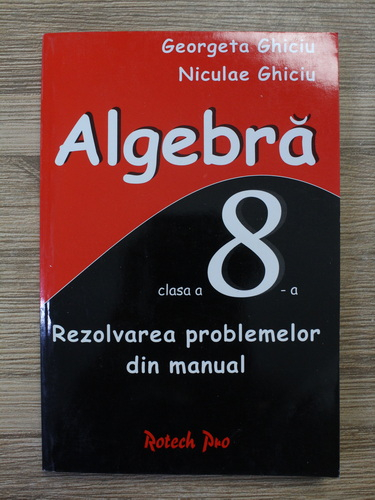 Georgeta Ghiciu
Niculae Ghiciu
Algebră
clasa a 8 - a
Rezolvarea problemelor
din manual
Rotech Pro